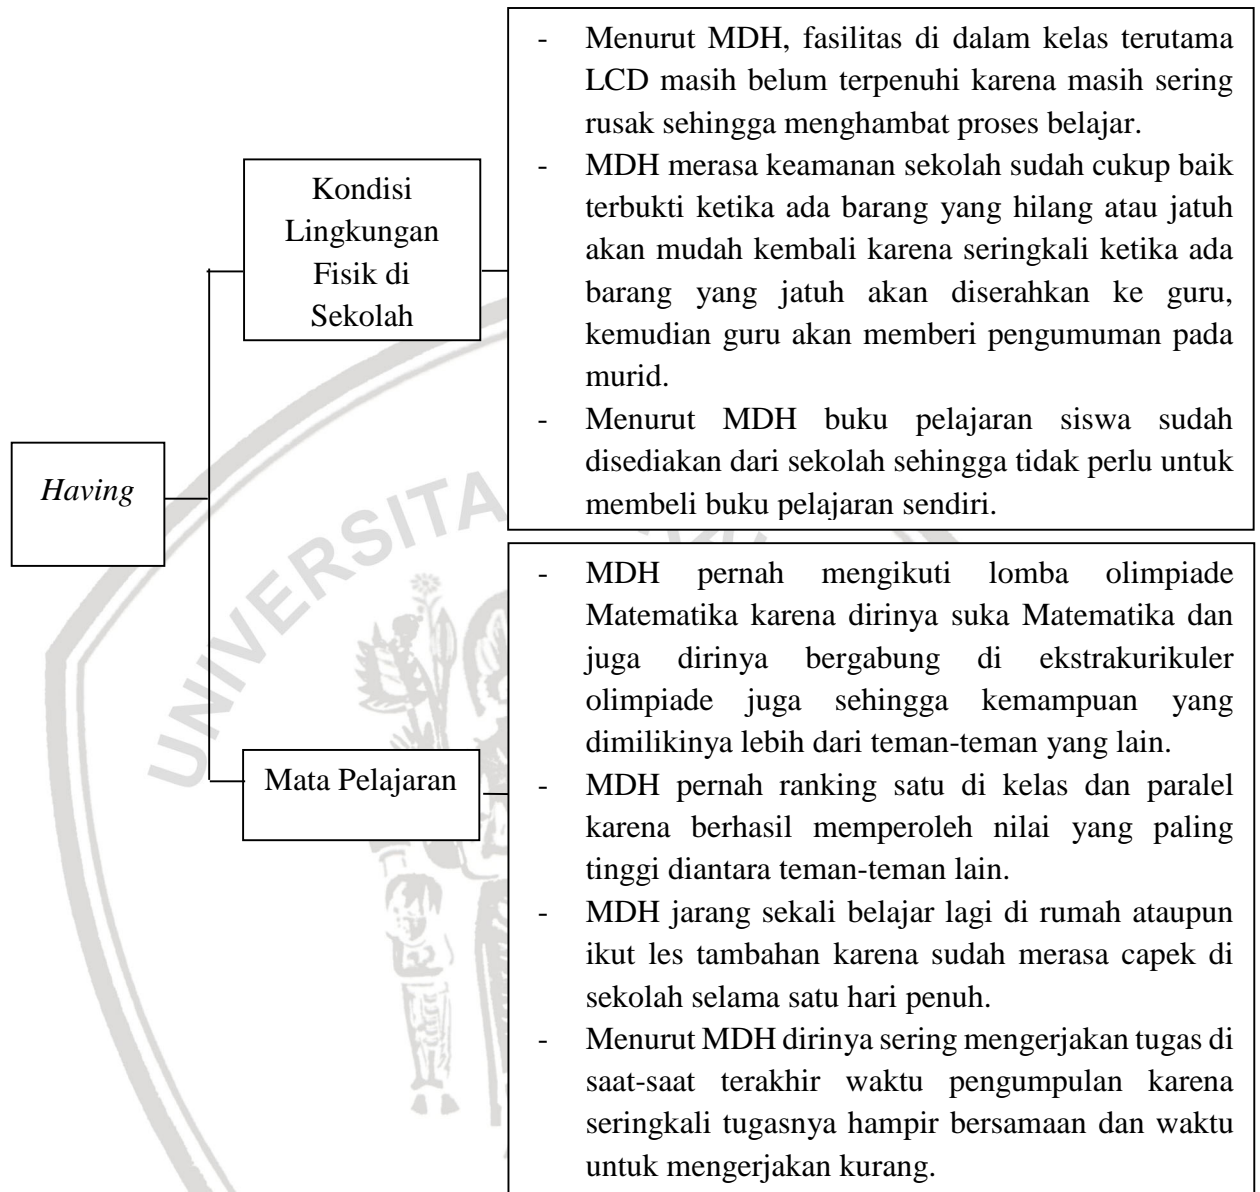 Having
Kondisi
Lingkungan
Fisik di
Sekolah
- Menurut MDH, fasilitas di dalam kelas terutama
LCD masih belum terpenuhi karena masih sering
rusak sehingga menghambat proses belajar.
- MDH merasa keamanan sekolah sudah cukup baik
terbukti ketika ada barang yang hilang atau jatuh
akan mudah kembali karena seringkali ketika ada
barang yang jatuh akan diserahkan ke guru,
kemudian guru akan memberi pengumuman pada
murid.
- Menurut MDH buku pelajaran siswa sudah
disediakan dari sekolah sehingga tidak perlu untuk
membeli buku pelajaran sendiri.
Mata Pelajaran
- MDH pernah mengikuti lomba olimpiade
Matematika karena dirinya suka Matematika dan
juga dirinya bergabung di ekstrakurikuler
olimpiade juga sehingga kemampuan yang
dimilikinya lebih dari teman-teman yang lain.
- MDH pernah ranking satu di kelas dan paralel
karena berhasil memperoleh nilai yang paling
tinggi diantara teman-teman lain.
- MDH jarang sekali belajar lagi di rumah ataupun
ikut les tambahan karena sudah merasa capek di
sekolah selama satu hari penuh.
- Menurut MDH dirinya sering mengerjakan tugas di
saat-saat terakhir waktu pengumpulan karena
seringkali tugasnya hampir bersamaan dan waktu
untuk mengerjakan kurang.
UNIVERSITA